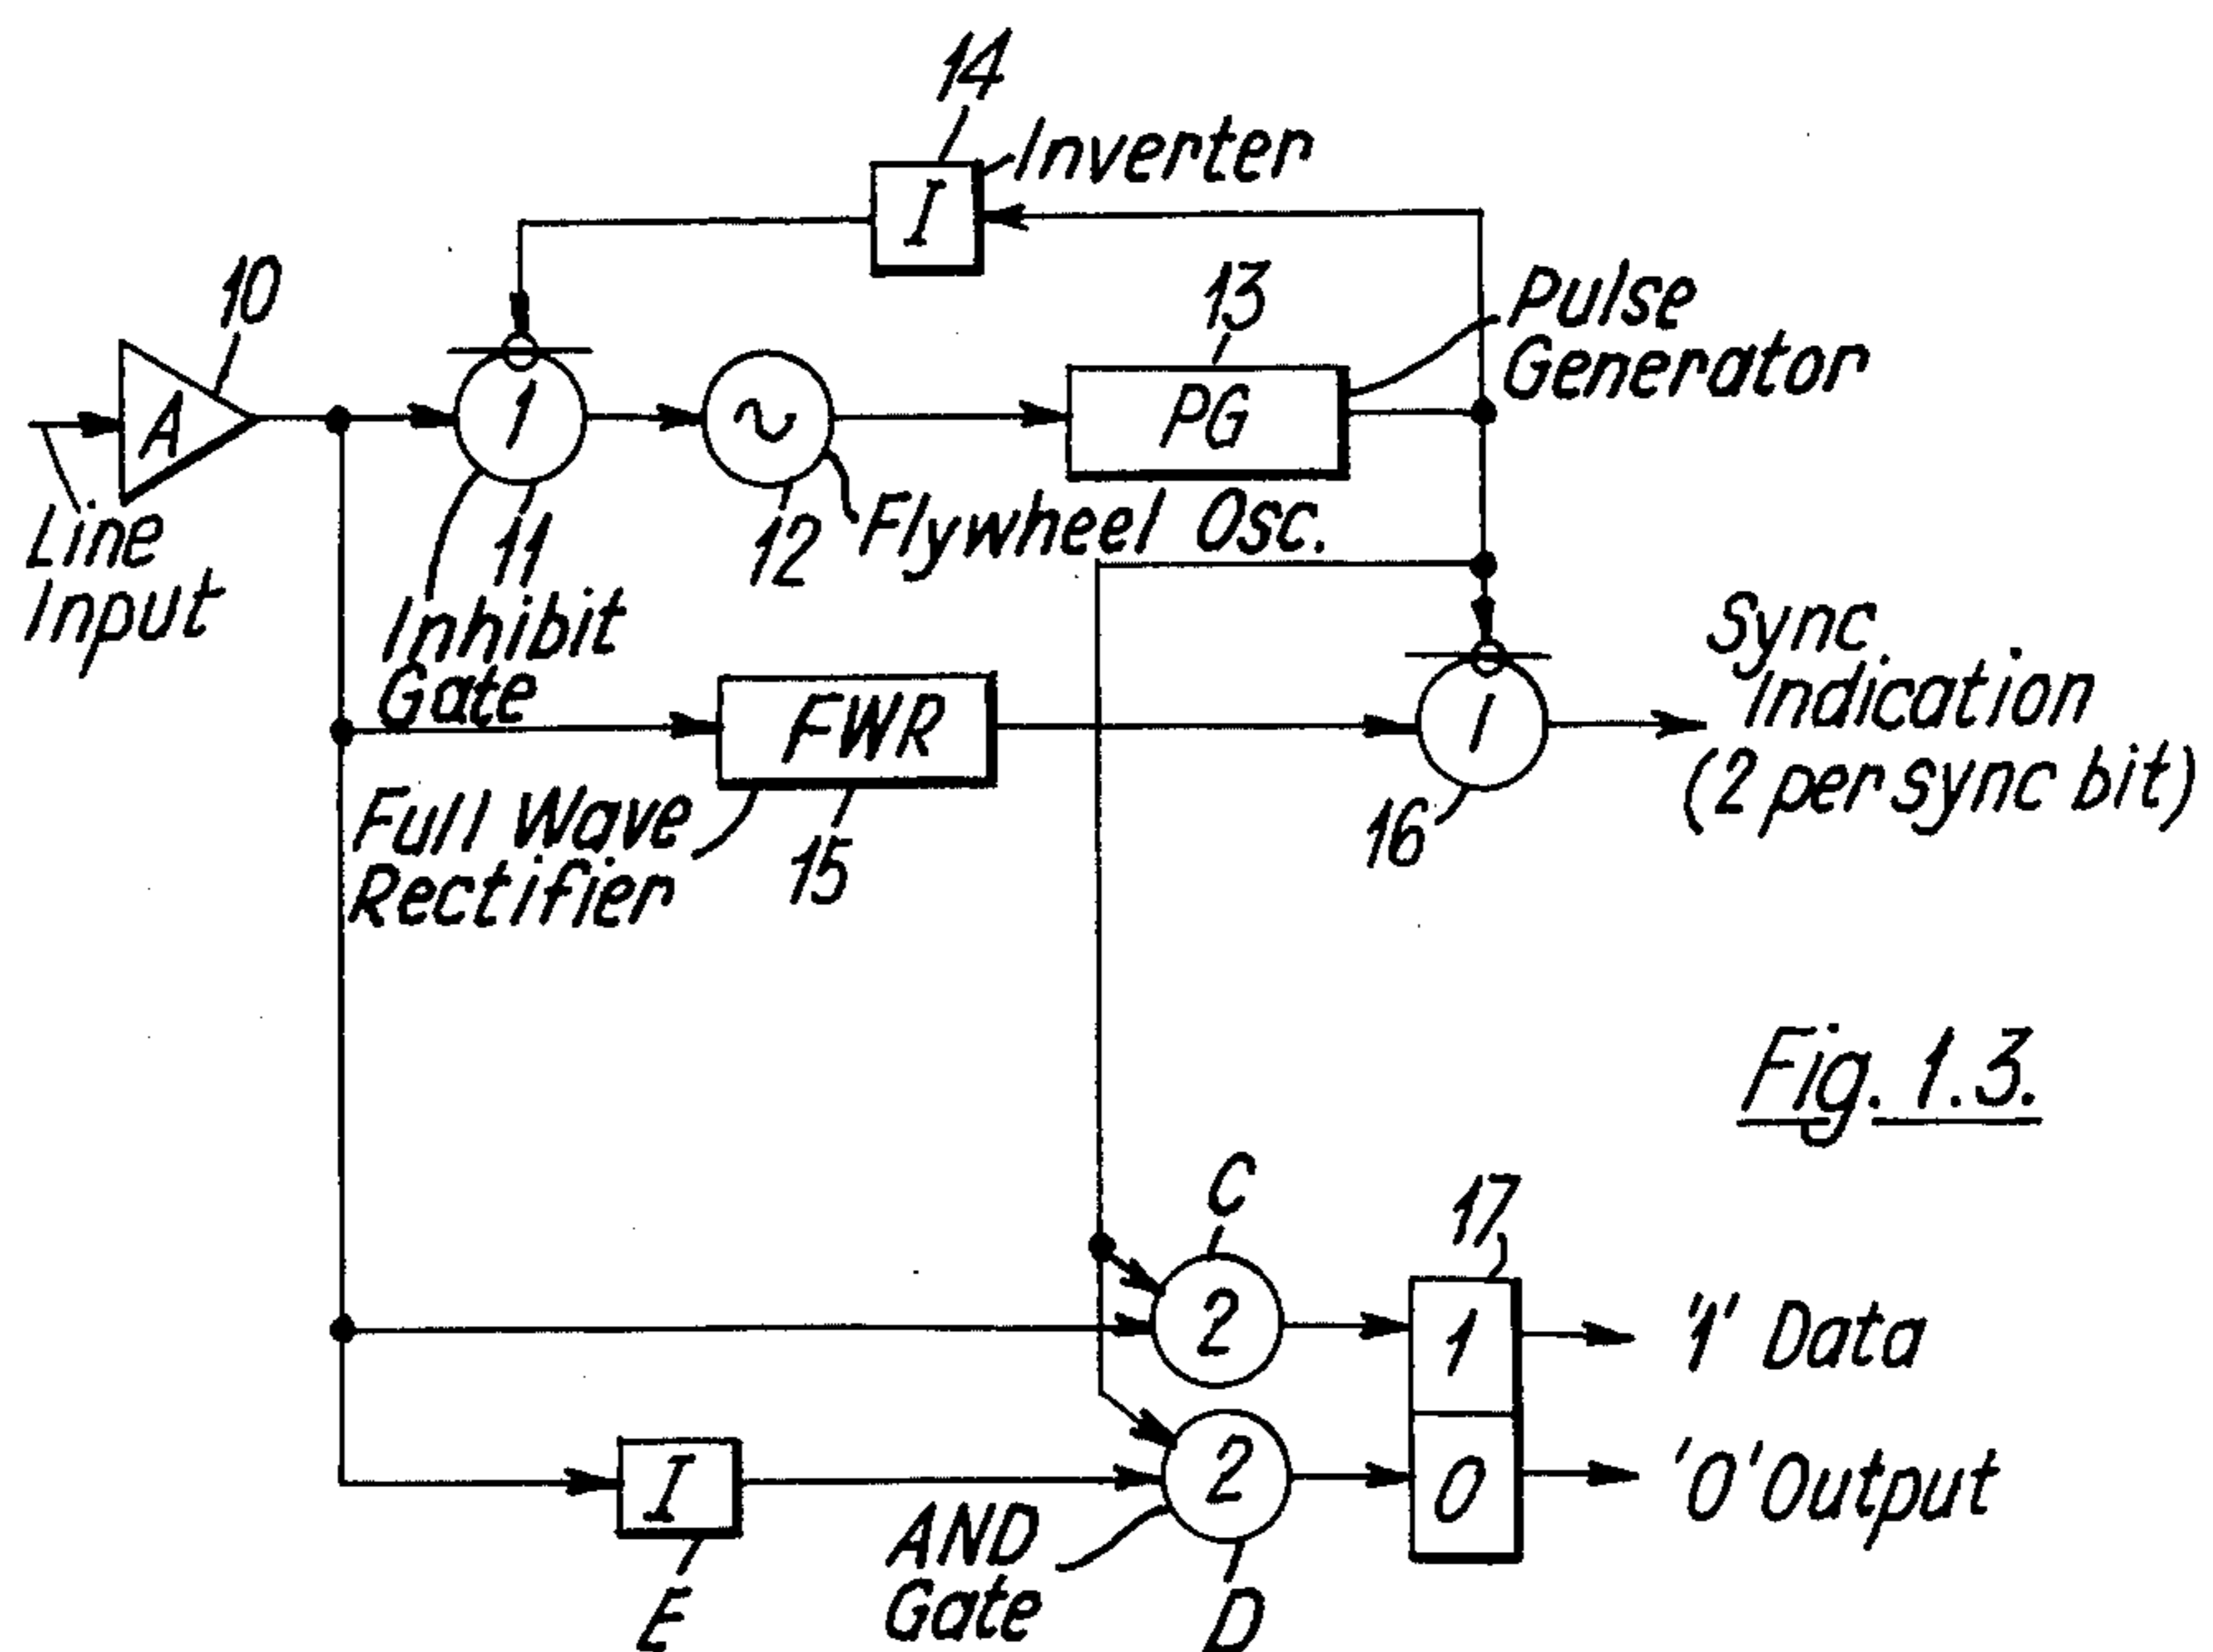 14
Inverter
I
10
13
Pulse
Generator
A
1
~
PG
Line
Input
11
12
Flywheel Osc.
Inhibit
Gate
Sync
Indication
(2 per sync bit)
FWR
1
Full Wave
Rectifier
15
16
Fig. 1.3.
C
17
2
1
'1' Data
I
2
0
'0' Output
AND
Gate
E
D